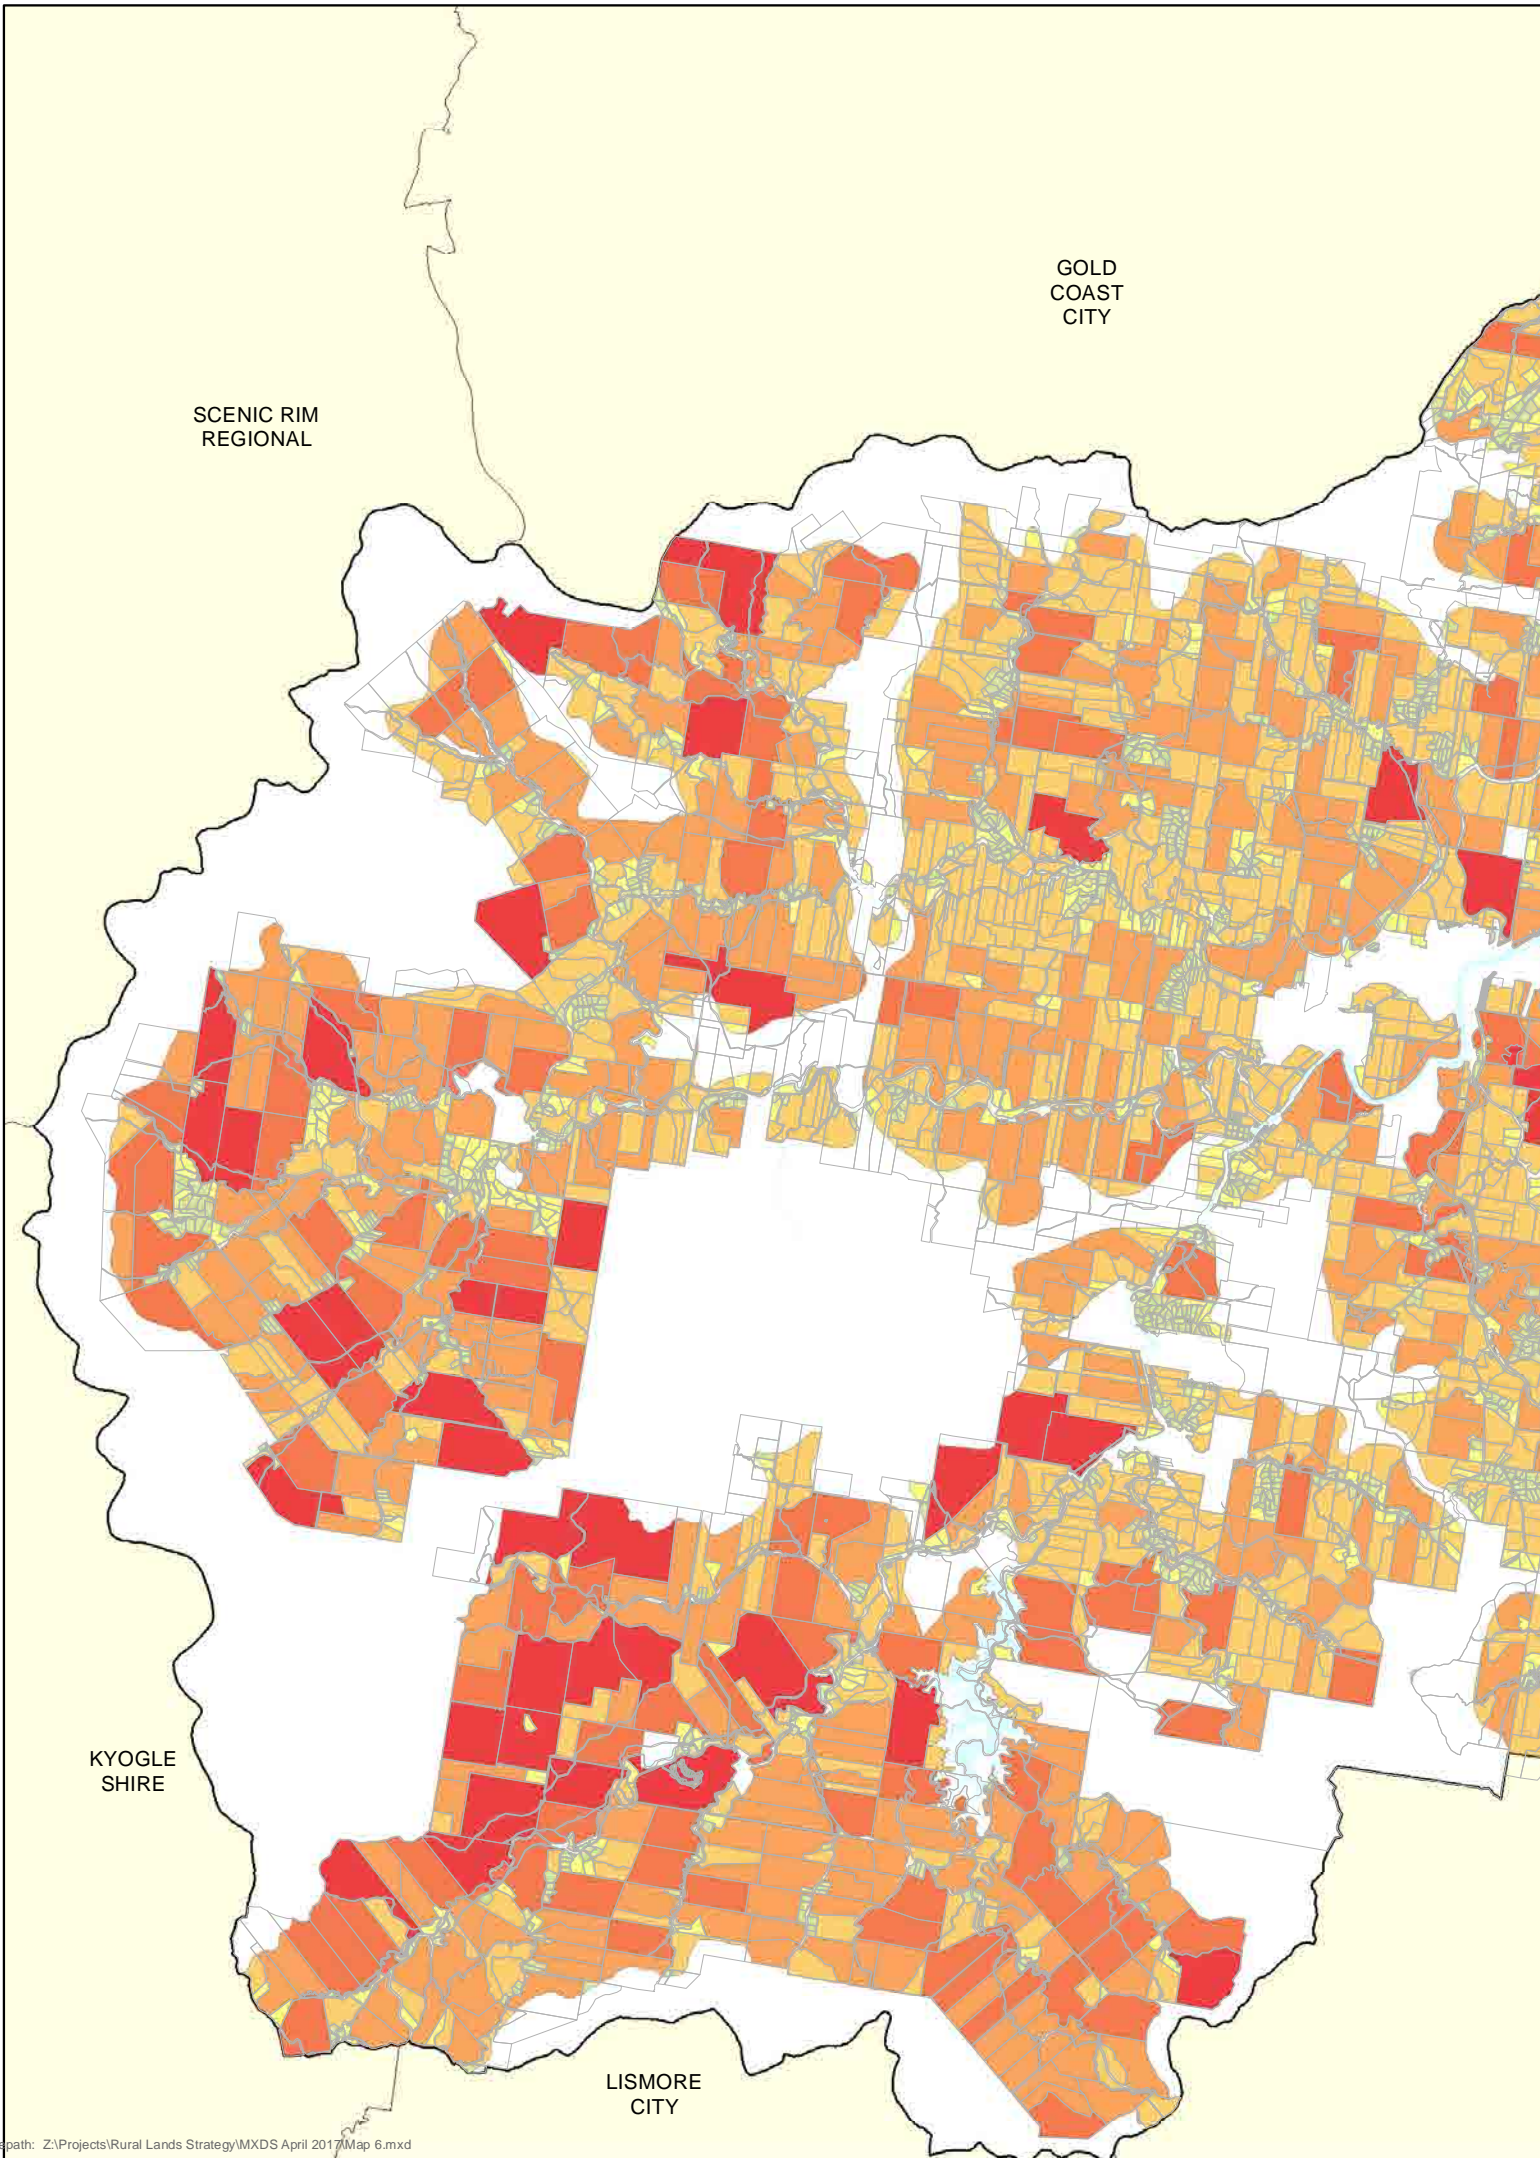 GOLD
COAST
CITY
SCENIC RIM
REGIONAL
KYOGLE
SHIRE
LISMORE
CITY
epath: Z:\Projects\Rural Lands Strategy\MXDS April 2017\Map 6.mxd